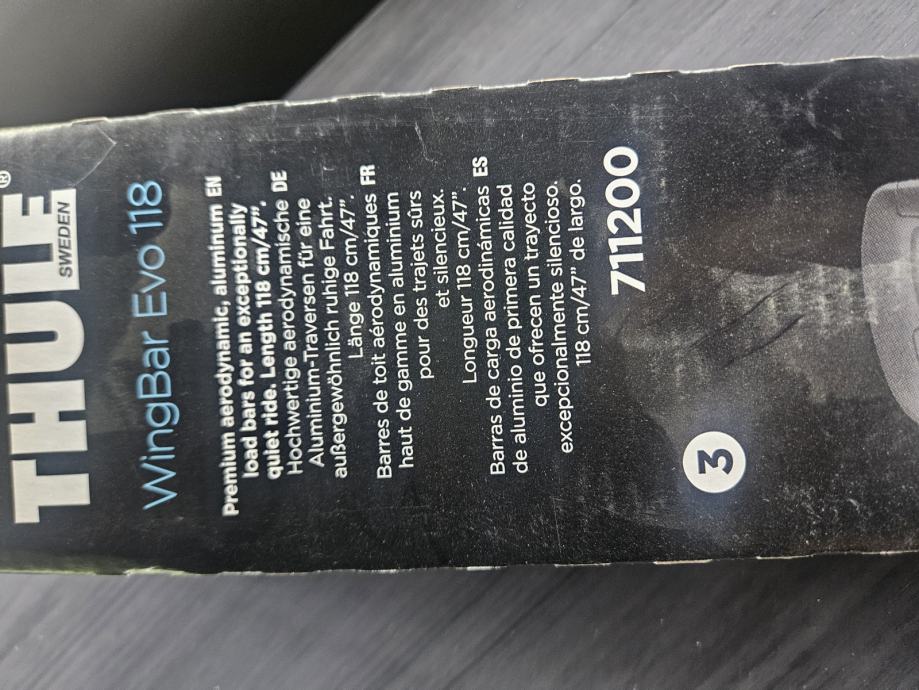 THULE®
SWEDEN
WingBar Evo 118
Premium aerodynamic, aluminum EN
load bars for an exceptionally
quiet ride. Length 118 cm/47”.
Hochwertige aerodynamische DE
Aluminium-Traversen für eine
außergewöhnlich ruhige Fahrt.
Länge 118 cm/47”.
Barres de toit aérodynamiques FR
haut de gamme en aluminium
pour des trajets sûrs
et silencieux.
Longueur 118 cm/47”.
Barras de carga aerodinámicas ES
de aluminio de primera calidad
que ofrecen un trayecto
excepcionalmente silencioso.
118 cm/47” de largo.
711200
3